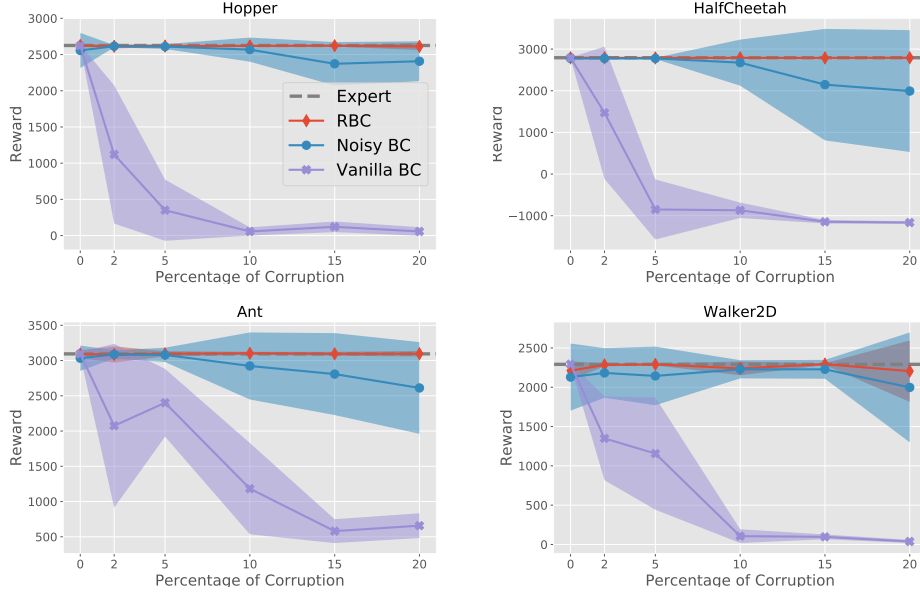 Hopper
3000
2500
2000
1500
1000
500
0
Reward
Expert
RBC
Noisy BC
Vanilla BC
0 2 5 10 15 20
Percentage of Corruption
HalfCheetah
3000
2000
1000
0
−1000
Reward
0 2 5 10 15 20
Percentage of Corruption
Ant
3500
3000
2500
2000
1500
1000
500
Reward
0 2 5 10 15 20
Percentage of Corruption
Walker2D
2500
2000
1500
1000
500
0
Reward
0 2 5 10 15 20
Percentage of Corruption